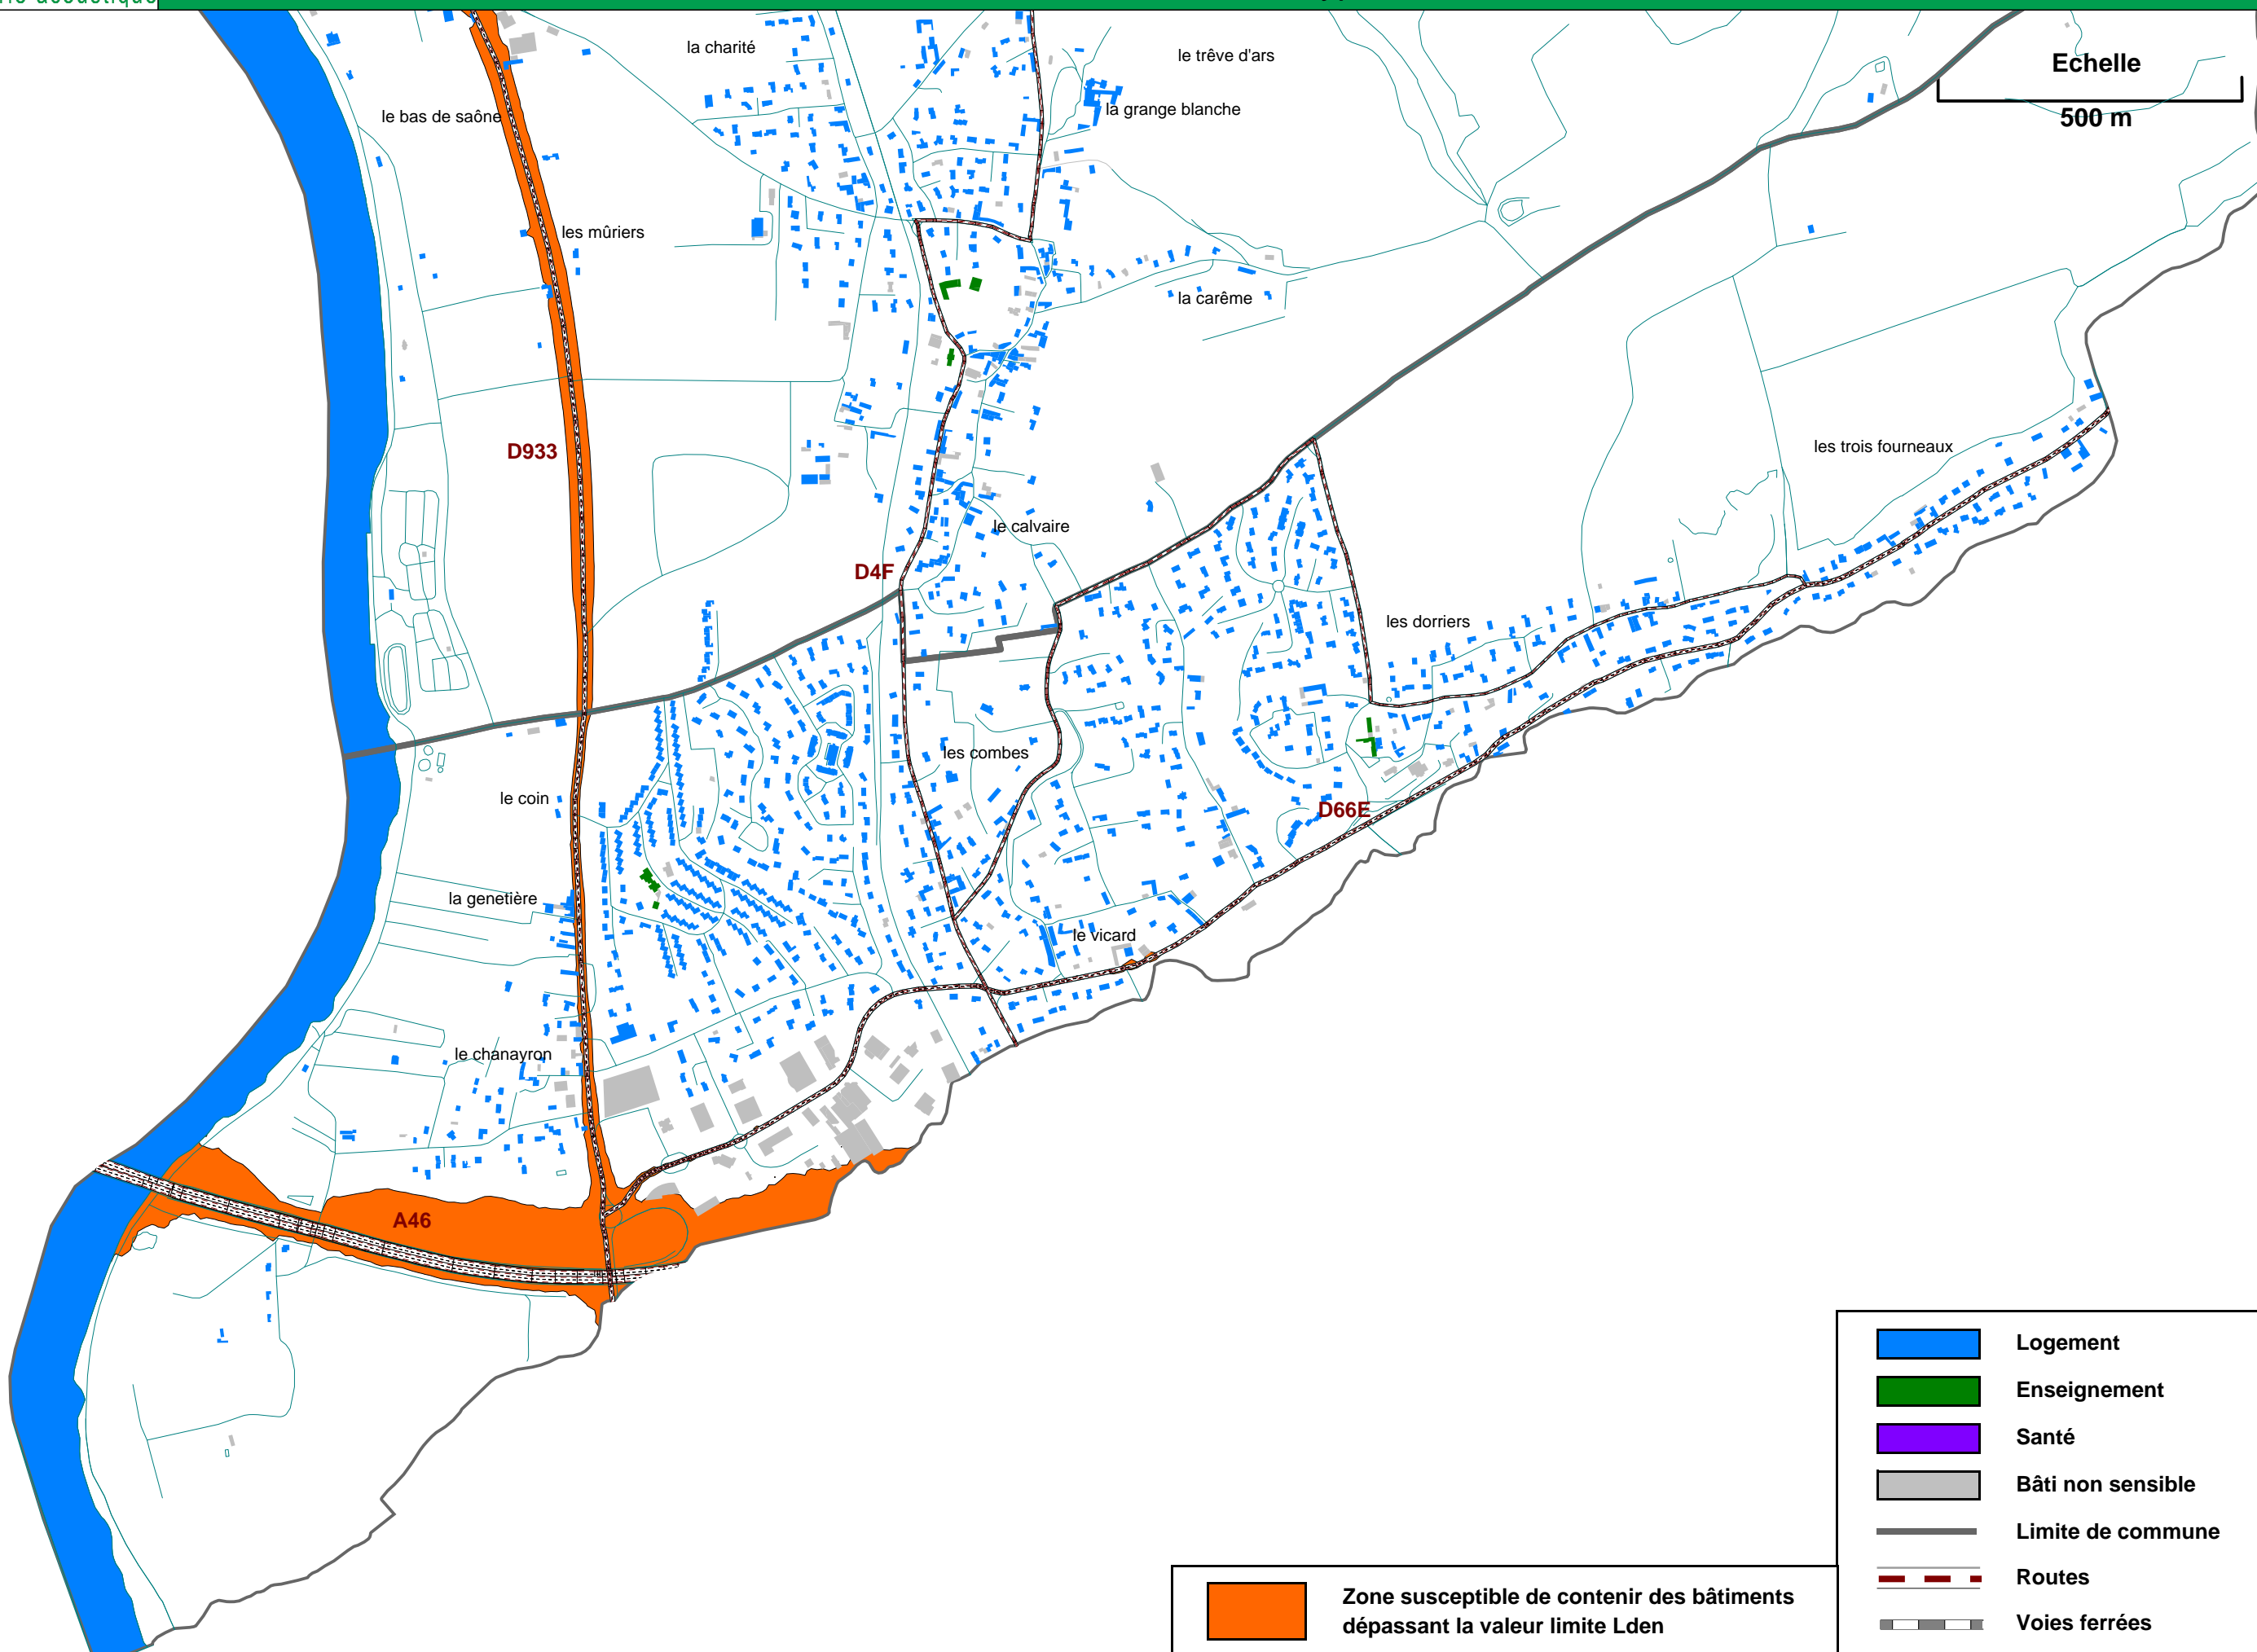 acoustique
la charité
le trêve d'ars
Echelle
500 m
le bas de saône
la grange blanche
les mûriers
la carême
D933
les trois fourneaux
le calvaire
D4F
les dorriers
les combes
le coin
D66E
la genetière
le vicard
le chanayron
A46
Logement
Enseignement
Santé
Bâti non sensible
Limite de commune
Routes
Voies ferrées
Zone susceptible de contenir des bâtiments
dépassant la valeur limite Lden